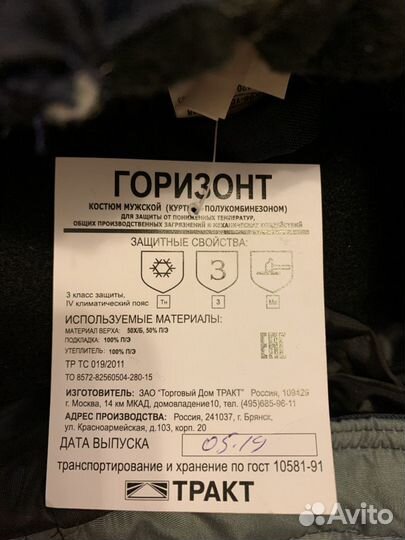 ГОРИЗОНТ
КОСТЮМ МУЖСКОЙ (КУРТКА-ПОЛУКОМБИНЕЗОНОМ)
ДЛЯ ЗАЩИТЫ ОТ ПОНИЖЕННЫХ ТЕМПЕРАТУР,
ОБЩИХ ПРОИЗВОДСТВЕННЫХ ЗАГРЯЗНЕНИЙ И МЕХАНИЧЕСКИХ ВОЗДЕЙСТВИЙ
ЗАЩИТНЫЕ СВОЙСТВА:
З
3 класс защиты,
IV климатический пояс
Тн З Ми
ИСПОЛЬЗУЕМЫЕ МАТЕРИАЛЫ:
МАТЕРИАЛ ВЕРХА: 50Х/Б, 50% П/Э
ПОДКЛАДКА: 100% П/Э
УТЕПЛИТЕЛЬ: 100% П/Э
ТР ТС 019/2011
ТО 8572-82560504-280-15
EAC
ИЗГОТОВИТЕЛЬ: ЗАО "Торговый Дом ТРАКТ" Россия, 109429
г. Москва, 14 км МКАД, домовладение10, тел. (495)685-96-11
АДРЕС ПРОИЗВОДСТВА: Россия, 241037, г. Брянск,
ул. Красноармейская, д.103, корп. 20
ДАТА ВЫПУСКА 05.19
транспортирование и хранение по гост 10581-91
ТРАКТ
Avito